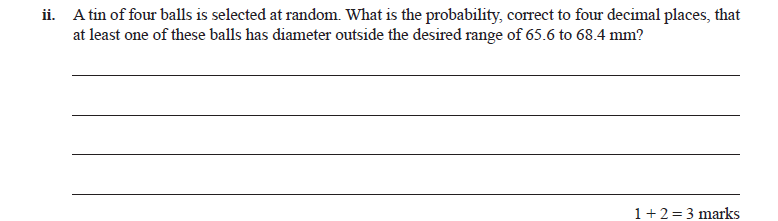 ii. A tin of four balls is selected at random. What is the probability, correct to four decimal places, that
at least one of these balls has diameter outside the desired range of 65.6 to 68.4 mm?
1 + 2 = 3 marks